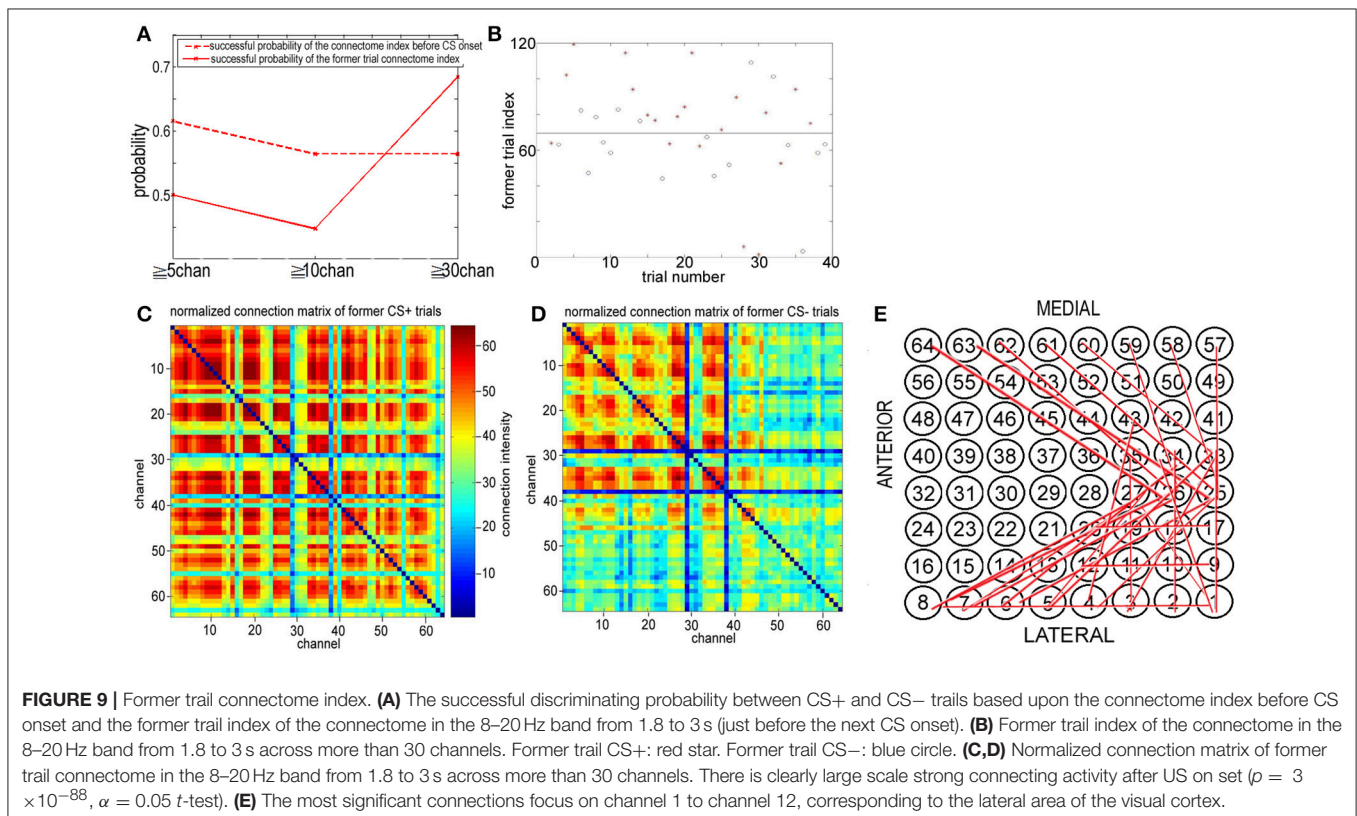 A
successful probability of the connectome index before CS onset
successful probability of the former trial connectome index
0.7
0.6
0.5
probability
≧5chan
≧10chan
≧30chan
B
120
60
0
10
20
30
40
former trial index
trial number
C
normalized connection matrix of former CS+ trials
10
20
30
40
50
60
channel
10 20 30 40 50 60
channel
60
50
40
30
20
10
connection intensity
D
normalized connection matrix of former CS- trials
10
20
30
40
50
60
channel
10 20 30 40 50 60
channel
E
MEDIAL
ANTERIOR
64 63 62 61 60 59 58 57
56 55 54 53 52 51 50 49
48 47 46 45 44 43 42 41
40 39 38 37 36 35 34 33
32 31 30 29 28 27 26 25
24 23 22 21 20 19 17
16 15 14 13 12 11 10 9
8 7 6 5 4 3 2 1
LATERAL
FIGURE 9 | Former trail connectome index. (A) The successful discriminating probability between CS+ and CS− trails based upon the connectome index before CS
onset and the former trail index of the connectome in the 8–20 Hz band from 1.8 to 3 s (just before the next CS onset). (B) Former trail index of the connectome in the
8–20 Hz band from 1.8 to 3 s across more than 30 channels. Former trail CS+: red star. Former trail CS−: blue circle. (C,D) Normalized connection matrix of former
trail connectome in the 8–20 Hz band from 1.8 to 3 s across more than 30 channels. There is clearly large scale strong connecting activity after US on set (p = 3
×10−88, α = 0.05 t-test). (E) The most significant connections focus on channel 1 to channel 12, corresponding to the lateral area of the visual cortex.